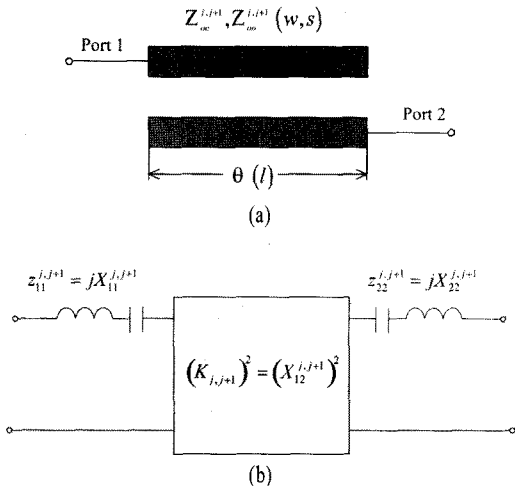 Z_{oe}^{j,j+1}, Z_{oo}^{j,j+1} (w,s)
Port 1
Port 2
θ (l)
(a)
z_{11}^{j,j+1} = jX_{11}^{j,j+1}
z_{22}^{j,j+1} = jX_{22}^{j,j+1}
(K_{j,j+1})^2 = (X_{12}^{j,j+1})^2
(b)